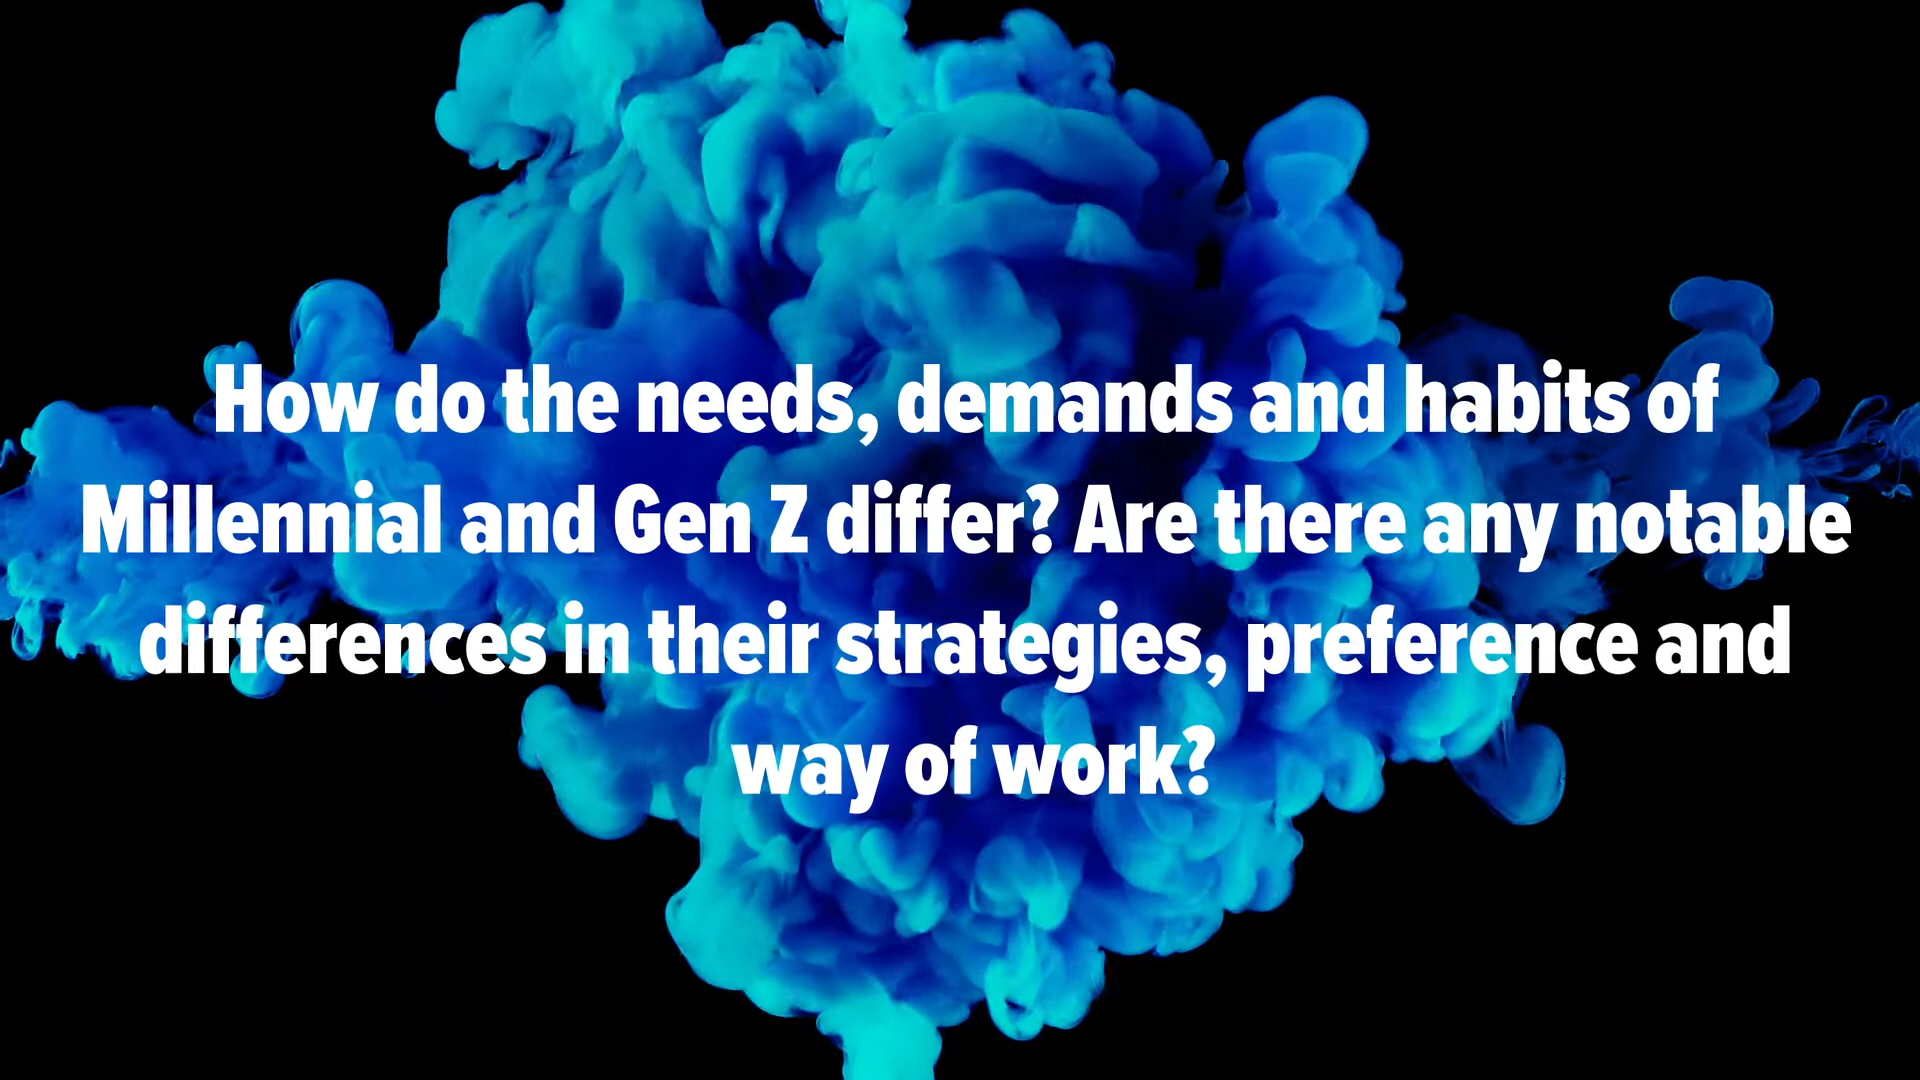 How do the needs, demands and habits of
Millennial and Gen Z differ? Are there any notable
differences in their strategies, preference and
way of work?